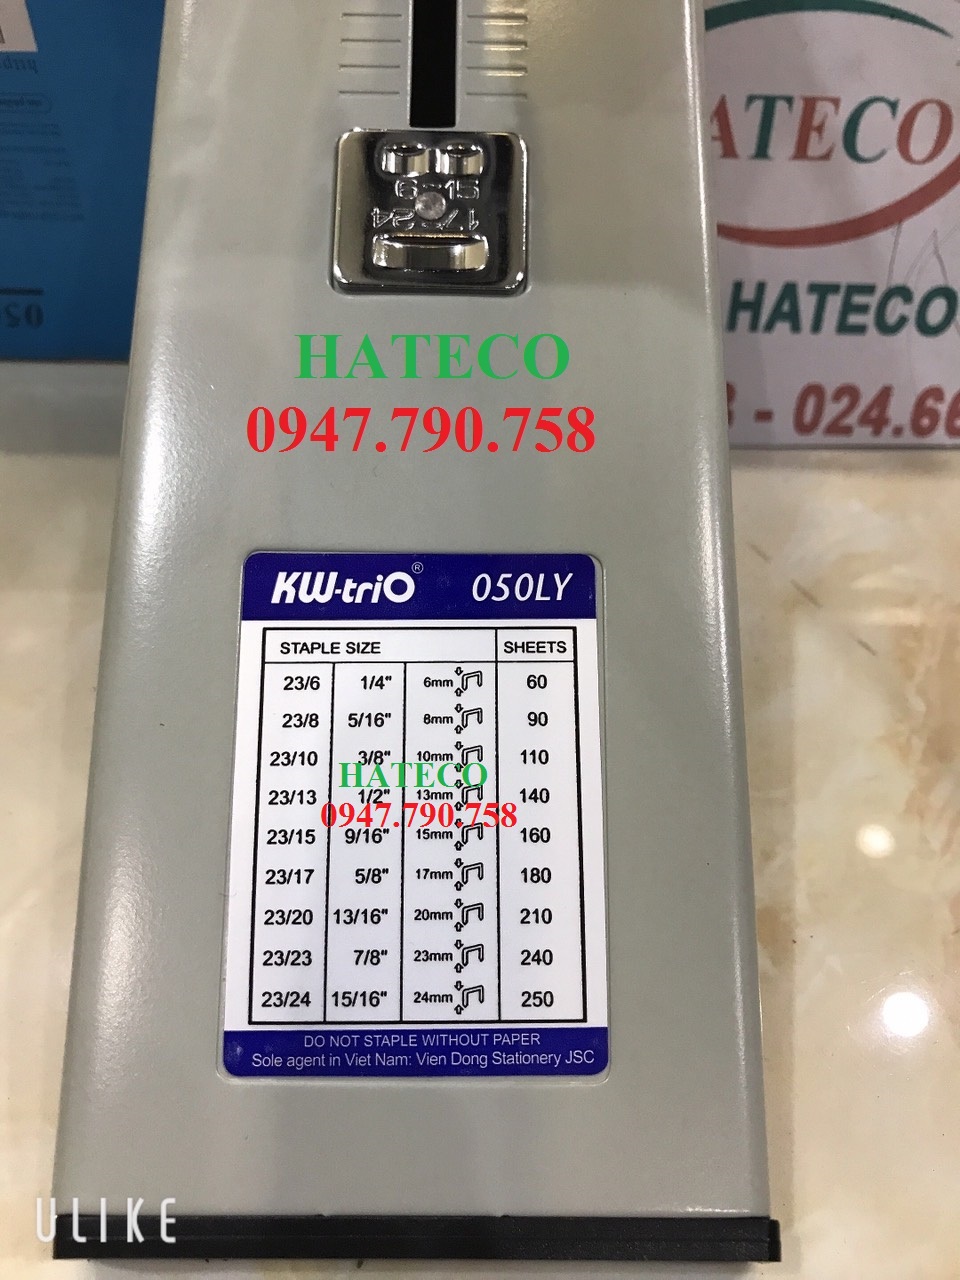 6-15
17-24
HATECO
HATECO
- 024.66
HATECO
0947.790.758
KW-triO® 050LY
STAPLE SIZE SHEETS
23/6 1/4" 6mm 60
23/8 5/16" 8mm 90
23/10 3/8" 10mm 110
HATECO
23/13 1/2" 13mm 140
0947.790.758
23/15 9/16" 15mm 160
23/17 5/8" 17mm 180
23/20 13/16" 20mm 210
23/23 7/8" 23mm 240
23/24 15/16" 24mm 250
DO NOT STAPLE WITHOUT PAPER
Sole agent in Viet Nam: Vien Dong Stationery JSC
ULIKE